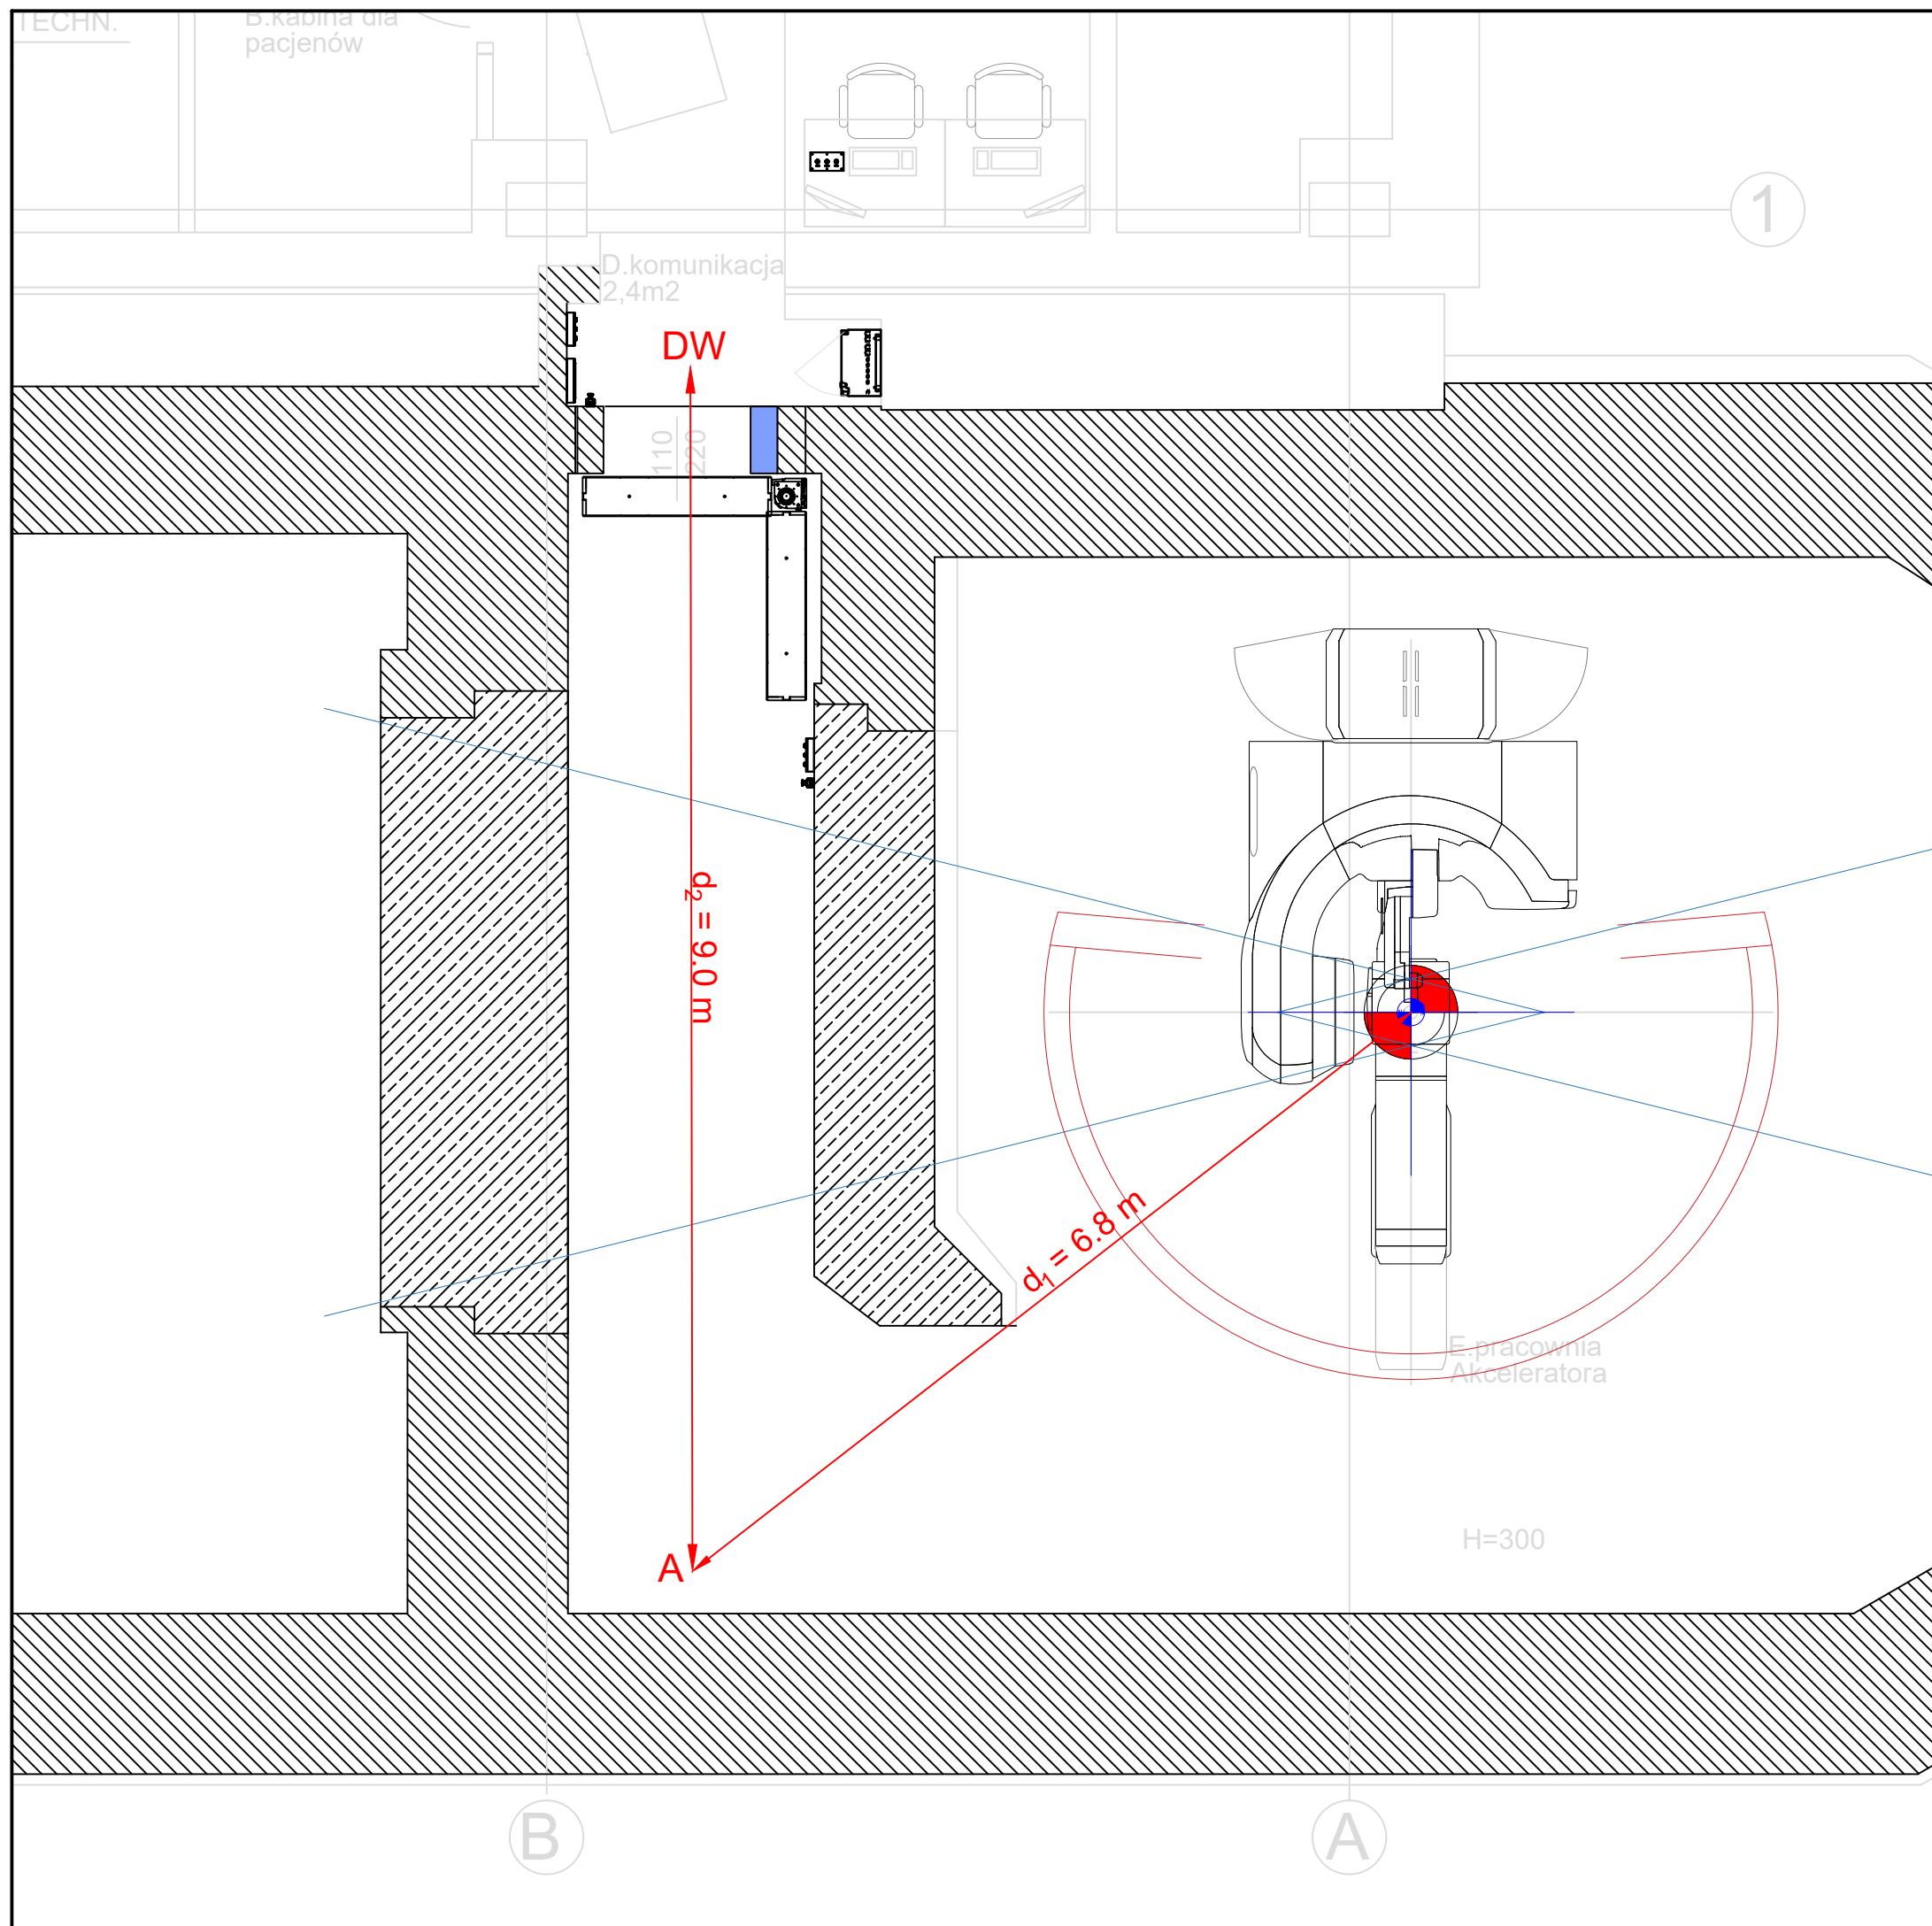 TECHN.
B.kabina dla
pacjenów
1
D.komunikacja
2,4m2
DW
110
220
d₂ = 9.0 m
d₁ = 6.8 m
E.pracownia
Akceleratora
H=300
A
B
A